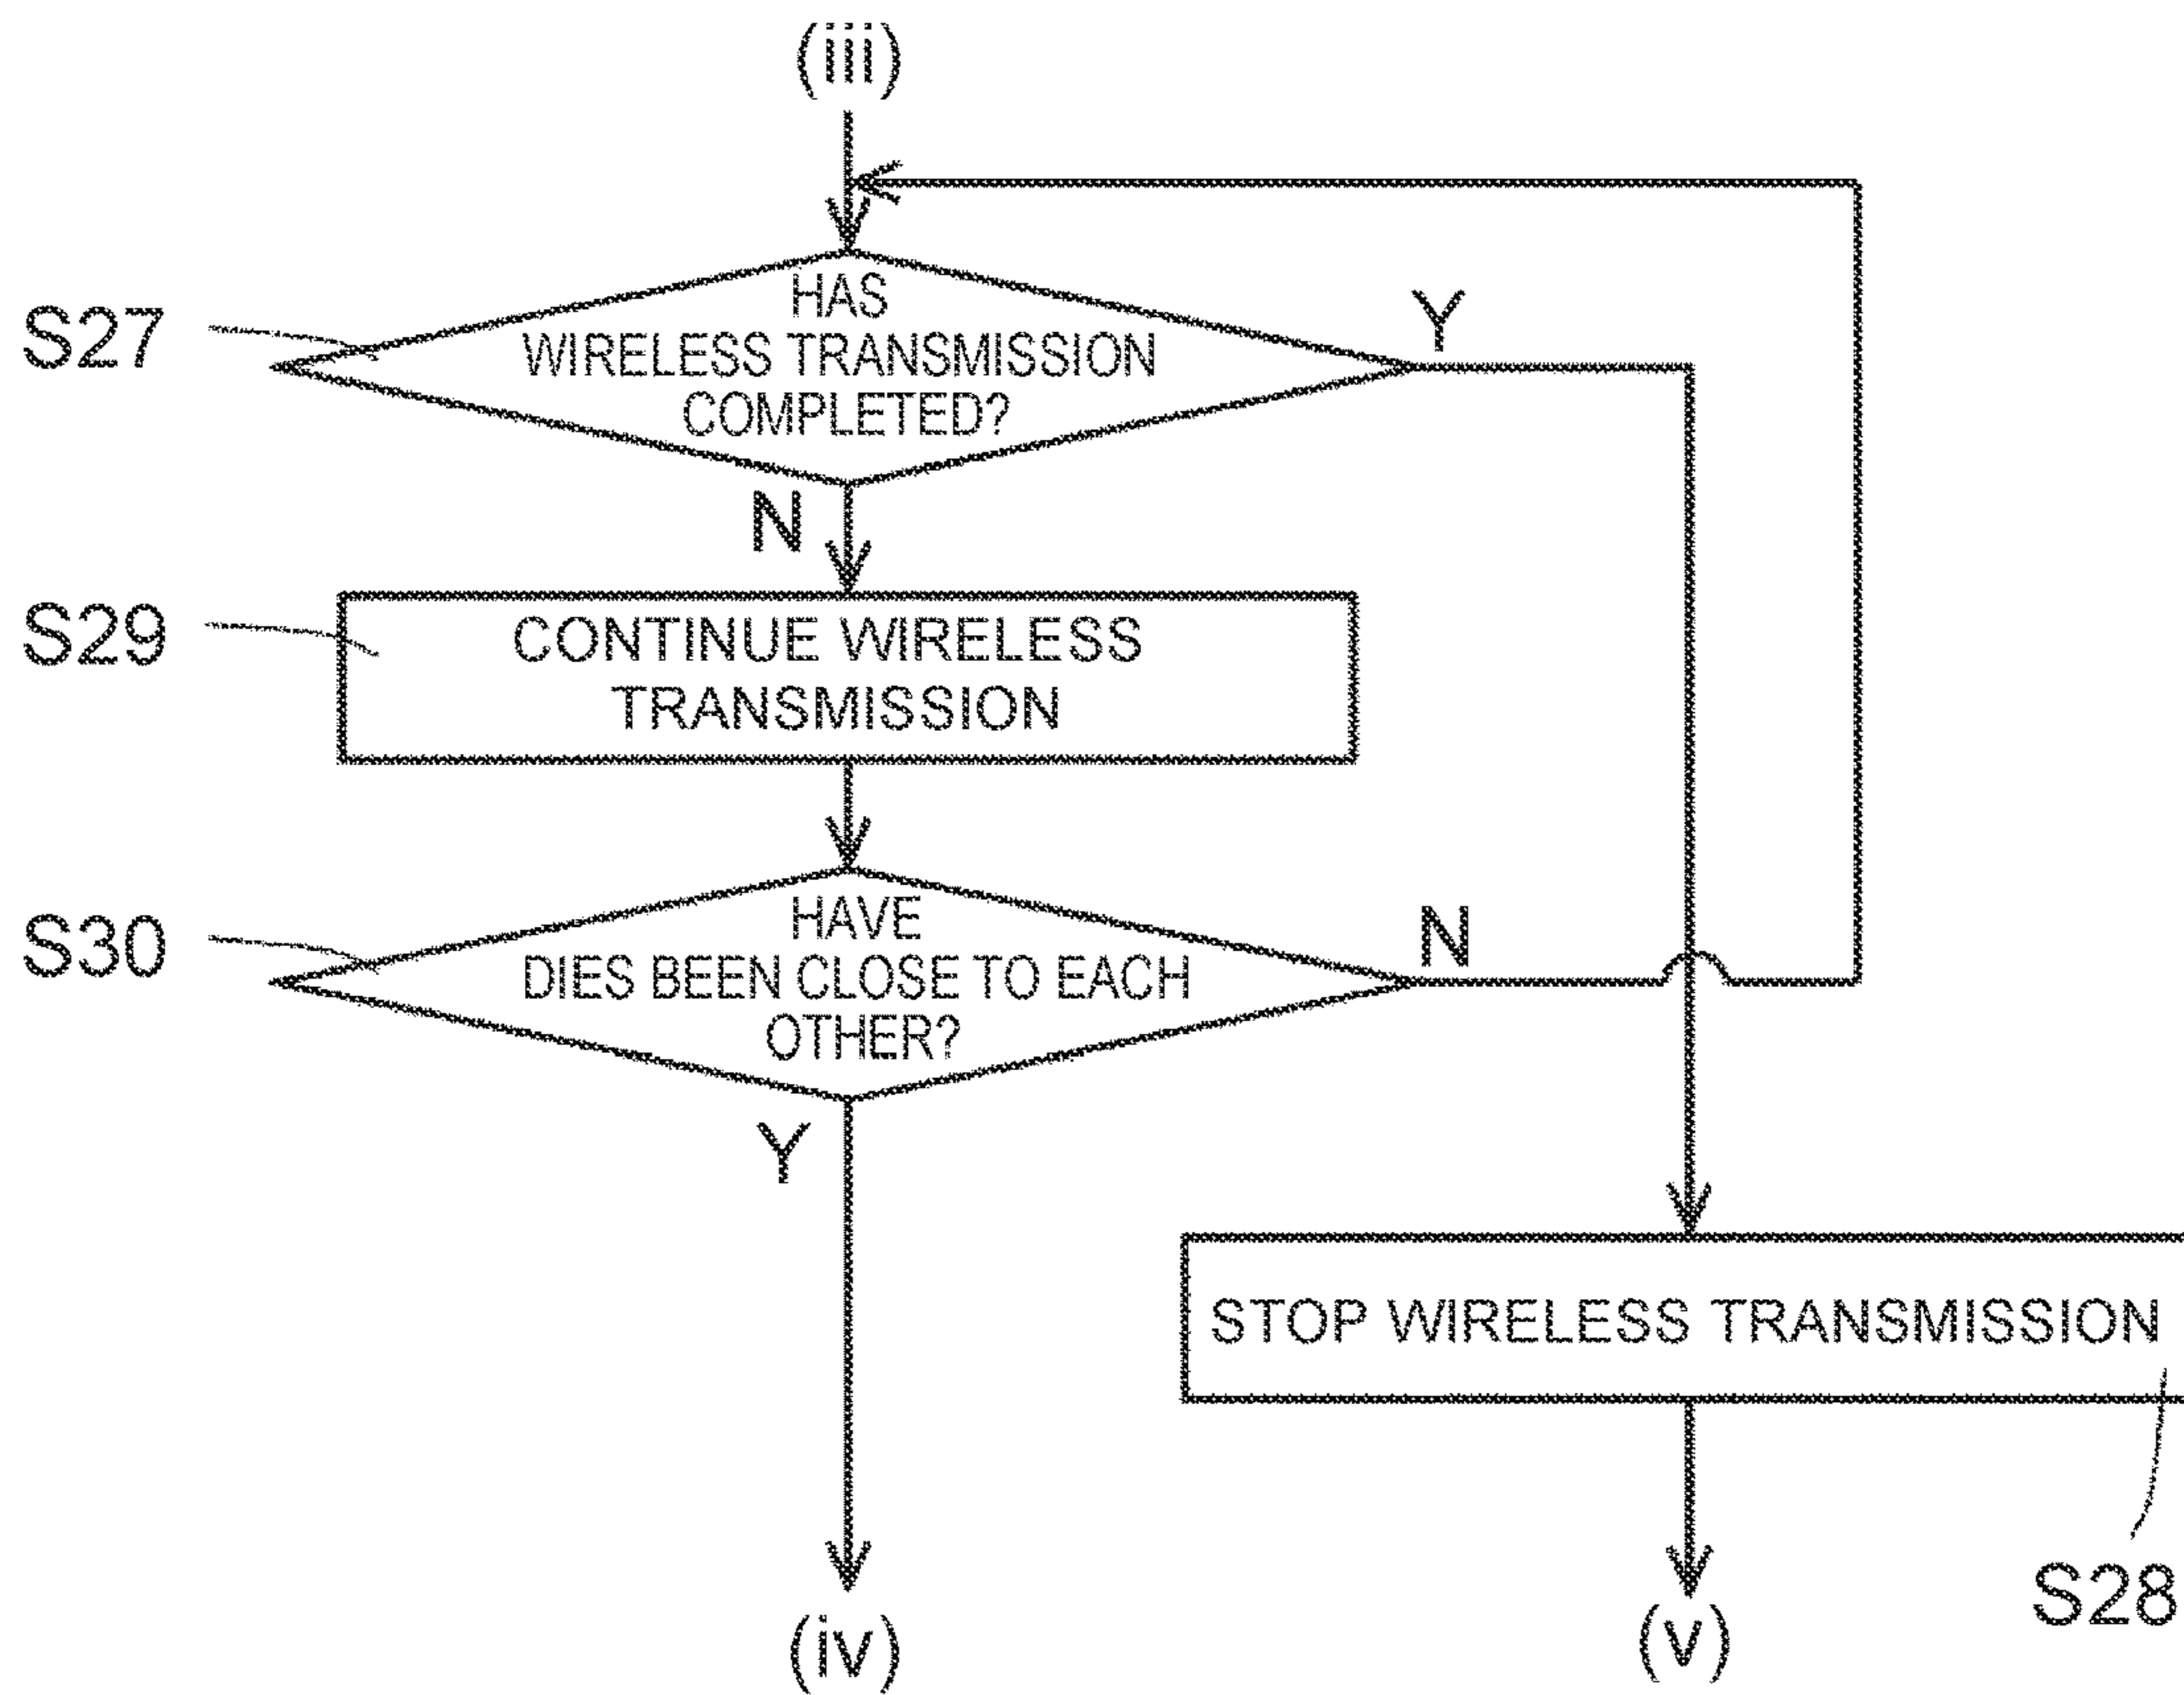 (iii)
S27
HAS
WIRELESS TRANSMISSION
COMPLETED?
Y
N
S29
CONTINUE WIRELESS
TRANSMISSION
S30
HAVE
DIES BEEN CLOSE TO EACH
OTHER?
N
Y
STOP WIRELESS TRANSMISSION
S28
(iv)
(v)